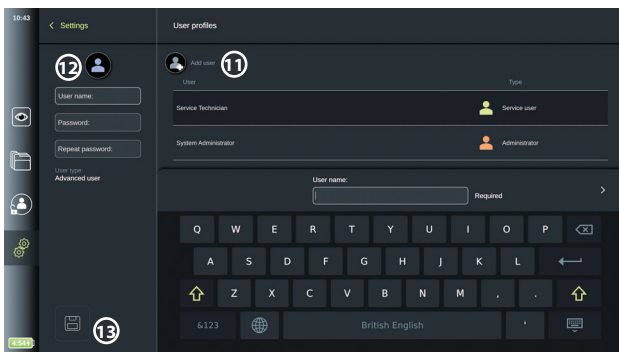 10:43
Settings
User profiles
12
Add user
11
User
Type
User name:
Service Technician
Service user
Password:
Repeat password:
System Administrator
Administrator
User type:
Advanced user
User name:
Required
Q W E R T Y U I O P
A S D F G H J K L
Z X C V B N M , .
&123
British English
'
13
4:54